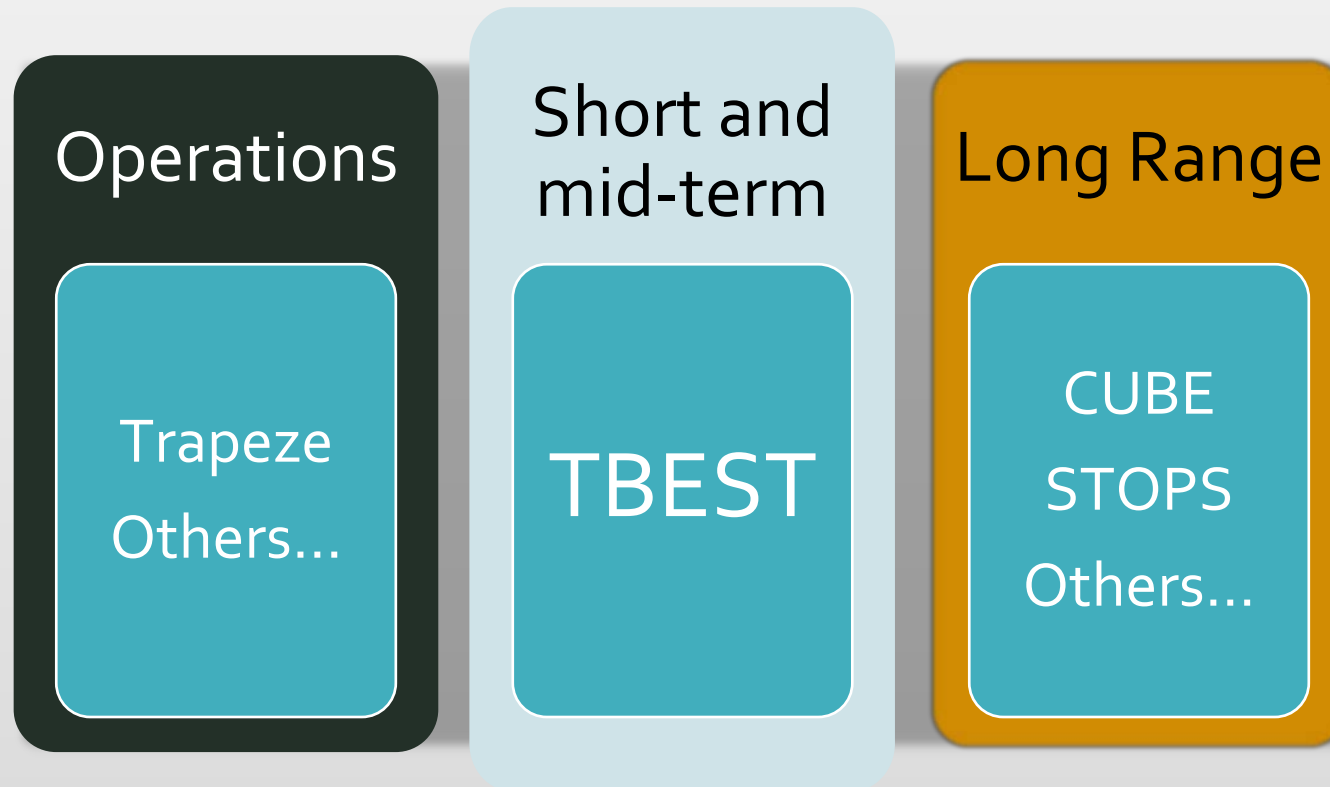 Operations
Trapeze
Others...
Short and
mid-term
TBEST
Long Range
CUBE
STOPS
Others...